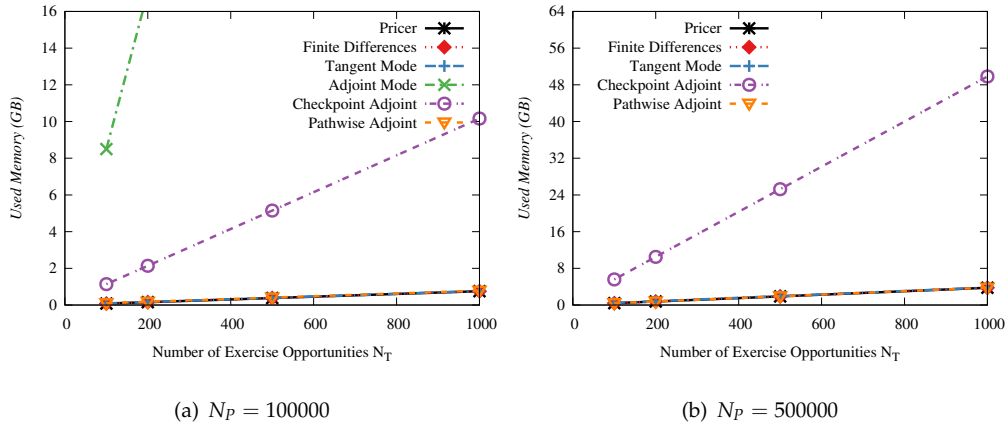 16
14
12
10
8
6
4
2
0
Used Memory (GB)
Pricer
Finite Differences
Tangent Mode
Adjoint Mode
Checkpoint Adjoint
Pathwise Adjoint
0 200 400 600 800 1000
Number of Exercise Opportunities N_T
(a) N_P = 100000
64
56
48
40
32
24
16
8
0
Used Memory (GB)
Pricer
Finite Differences
Tangent Mode
Checkpoint Adjoint
Pathwise Adjoint
0 200 400 600 800 1000
Number of Exercise Opportunities N_T
(b) N_P = 500000